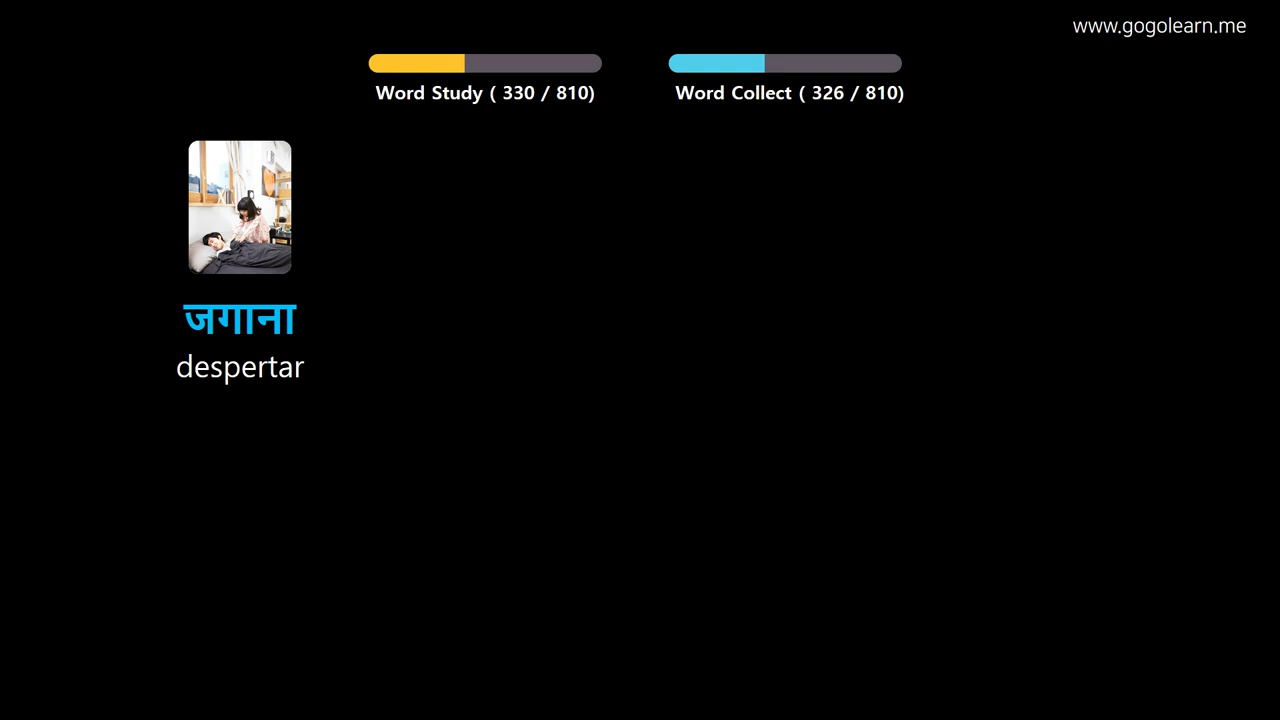 www.gogolearn.me
Word Study ( 330 / 810)
Word Collect ( 326 / 810)
जगाना
despertar